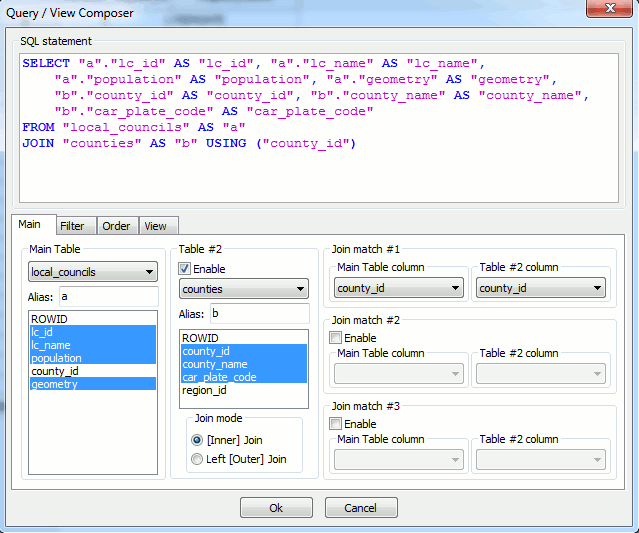 Query / View Composer
SQL statement
SELECT "a"."lc_id" AS "lc_id", "a"."lc_name" AS "lc_name",
"a"."population" AS "population", "a"."geometry" AS "geometry",
"b"."county_id" AS "county_id", "b"."county_name" AS "county_name",
"b"."car_plate_code" AS "car_plate_code"
FROM "local_councils" AS "a"
JOIN "counties" AS "b" USING ("county_id")
Main Filter Order View
Main Table
local_councils
Alias: a
ROWID
lc_id
lc_name
population
county_id
geometry
Table #2
Enable
counties
Alias: b
ROWID
county_id
county_name
car_plate_code
region_id
Join mode
[Inner] Join
Left [Outer] Join
Join match #1
Main Table column Table #2 column
county_id county_id
Join match #2
Enable
Main Table column Table #2 column
Join match #3
Enable
Main Table column Table #2 column
Ok Cancel